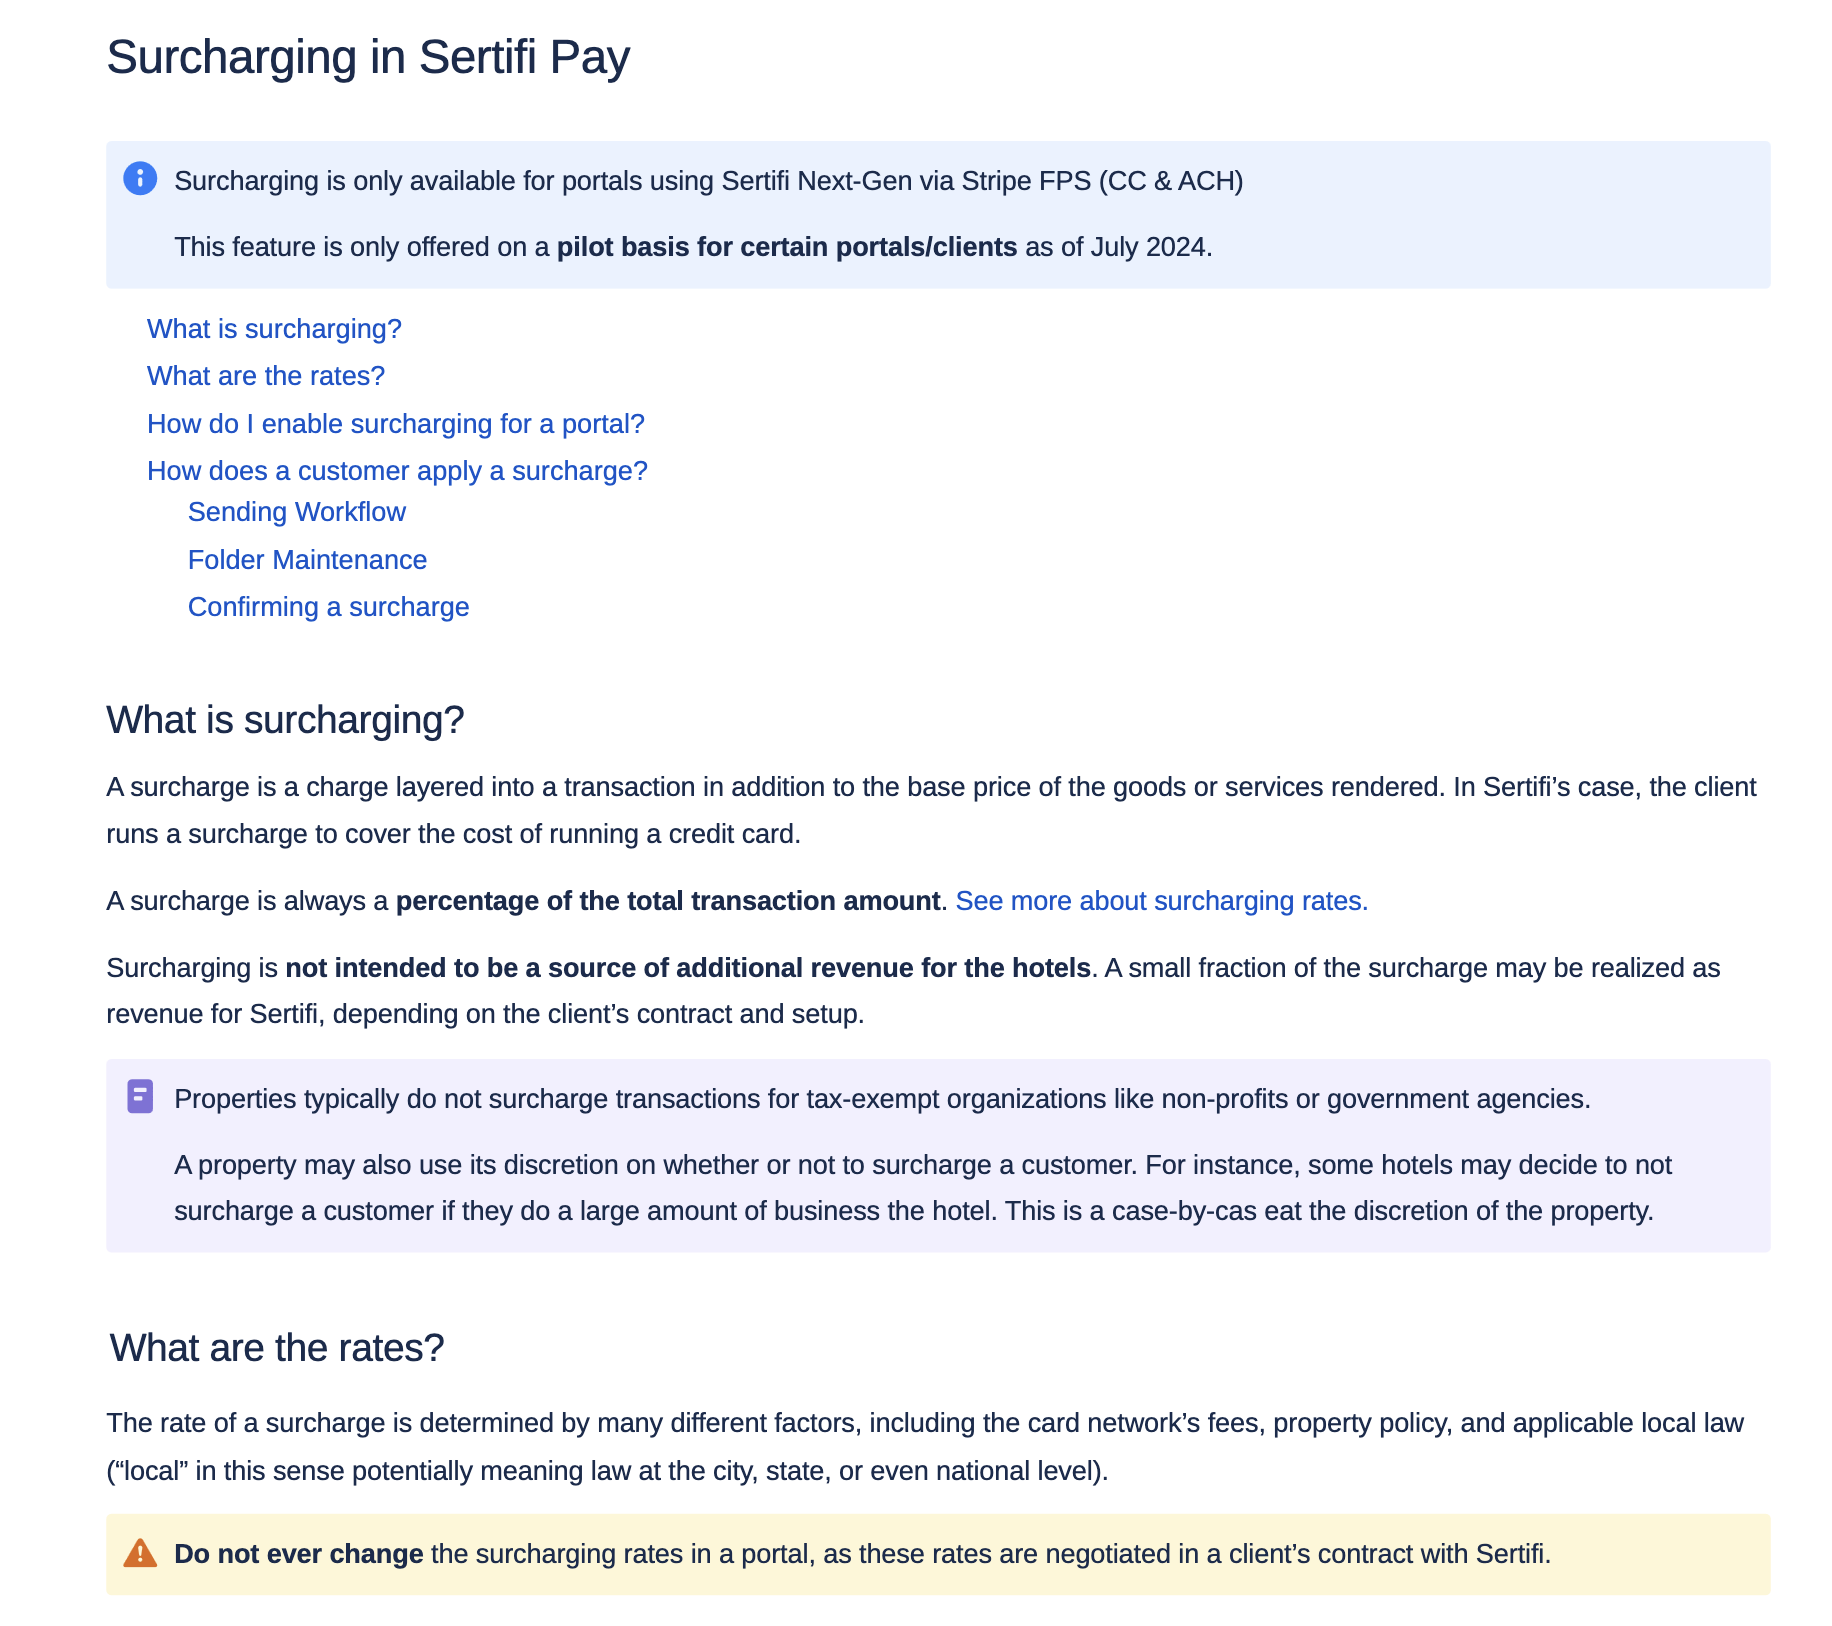 Surcharging in Sertifi Pay
Surcharging is only available for portals using Sertifi Next-Gen via Stripe FPS (CC & ACH)
This feature is only offered on a pilot basis for certain portals/clients as of July 2024.
What is surcharging?
What are the rates?
How do I enable surcharging for a portal?
How does a customer apply a surcharge?
Sending Workflow
Folder Maintenance
Confirming a surcharge
What is surcharging?
A surcharge is a charge layered into a transaction in addition to the base price of the goods or services rendered. In Sertifi’s case, the client
runs a surcharge to cover the cost of running a credit card.
A surcharge is always a percentage of the total transaction amount. See more about surcharging rates.
Surcharging is not intended to be a source of additional revenue for the hotels. A small fraction of the surcharge may be realized as
revenue for Sertifi, depending on the client’s contract and setup.
Properties typically do not surcharge transactions for tax-exempt organizations like non-profits or government agencies.
A property may also use its discretion on whether or not to surcharge a customer. For instance, some hotels may decide to not
surcharge a customer if they do a large amount of business the hotel. This is a case-by-cas eat the discretion of the property.
What are the rates?
The rate of a surcharge is determined by many different factors, including the card network’s fees, property policy, and applicable local law
(“local” in this sense potentially meaning law at the city, state, or even national level).
Do not ever change the surcharging rates in a portal, as these rates are negotiated in a client’s contract with Sertifi.